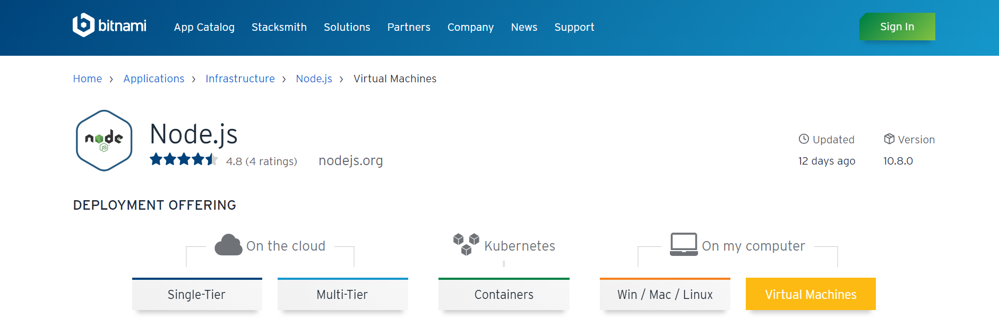 bitnami App Catalog Stacksmith Solutions Partners Company News Support Sign In
Home › Applications › Infrastructure › Node.js › Virtual Machines
node
JS
Node.js
4.8 (4 ratings) nodejs.org
Updated Version
12 days ago 10.8.0
DEPLOYMENT OFFERING
On the cloud Kubernetes On my computer
Single-Tier Multi-Tier Containers Win / Mac / Linux Virtual Machines